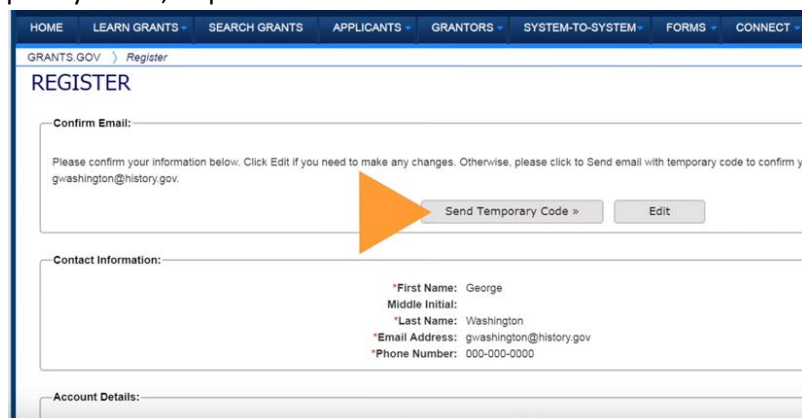 HOME LEARN GRANTS SEARCH GRANTS APPLICANTS GRANTORS SYSTEM-TO-SYSTEM FORMS CONNECT
GRANTS.GOV ⟩ Register
REGISTER
Confirm Email:
Please confirm your information below. Click Edit if you need to make any changes. Otherwise, please click to Send email with temporary code to confirm y
gwashington@history.gov.
Send Temporary Code » Edit
Contact Information:
*First Name: George
Middle Initial:
*Last Name: Washington
*Email Address: gwashington@history.gov
*Phone Number: 000-000-0000
Account Details: